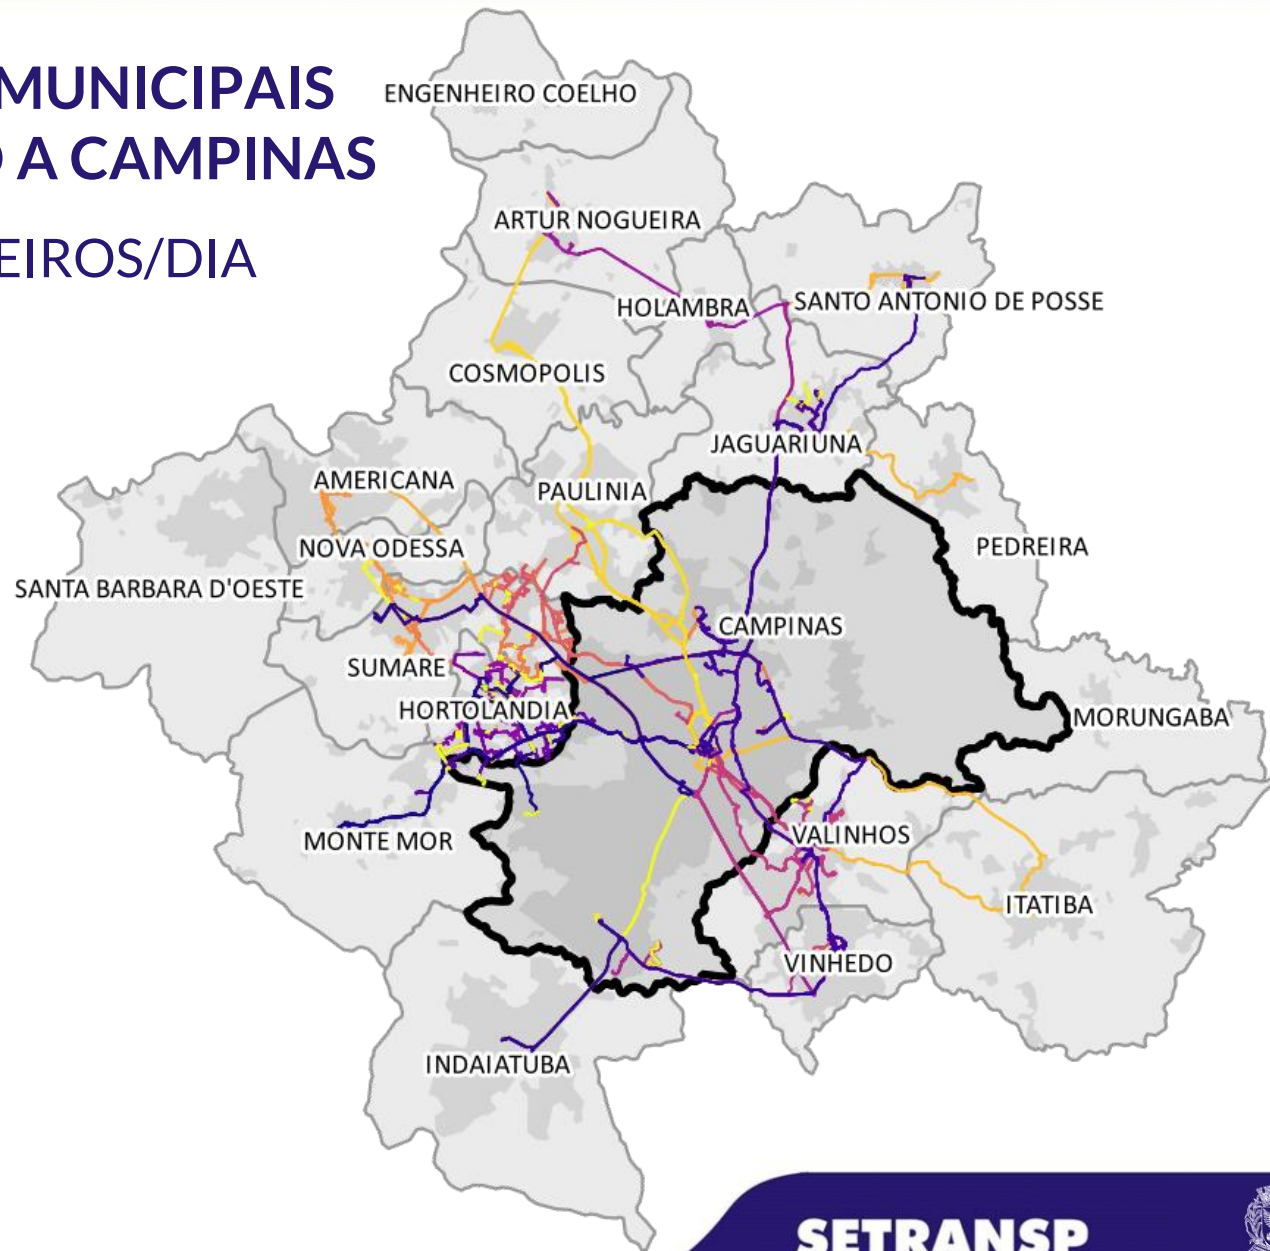 MUNICIPAIS
A CAMPINAS
EIROS/DIA
ENGENHEIRO COELHO
ARTUR NOGUEIRA
HOLAMBRA
SANTO ANTONIO DE POSSE
COSMOPOLIS
JAGUARIUNA
AMERICANA
PAULINIA
NOVA ODESSA
PEDREIRA
SANTA BARBARA D'OESTE
CAMPINAS
SUMARE
HORTOLANDIA
MORUNGABA
MONTE MOR
VALINHOS
ITATIBA
VINHEDO
INDAIATUBA
SETRANSP